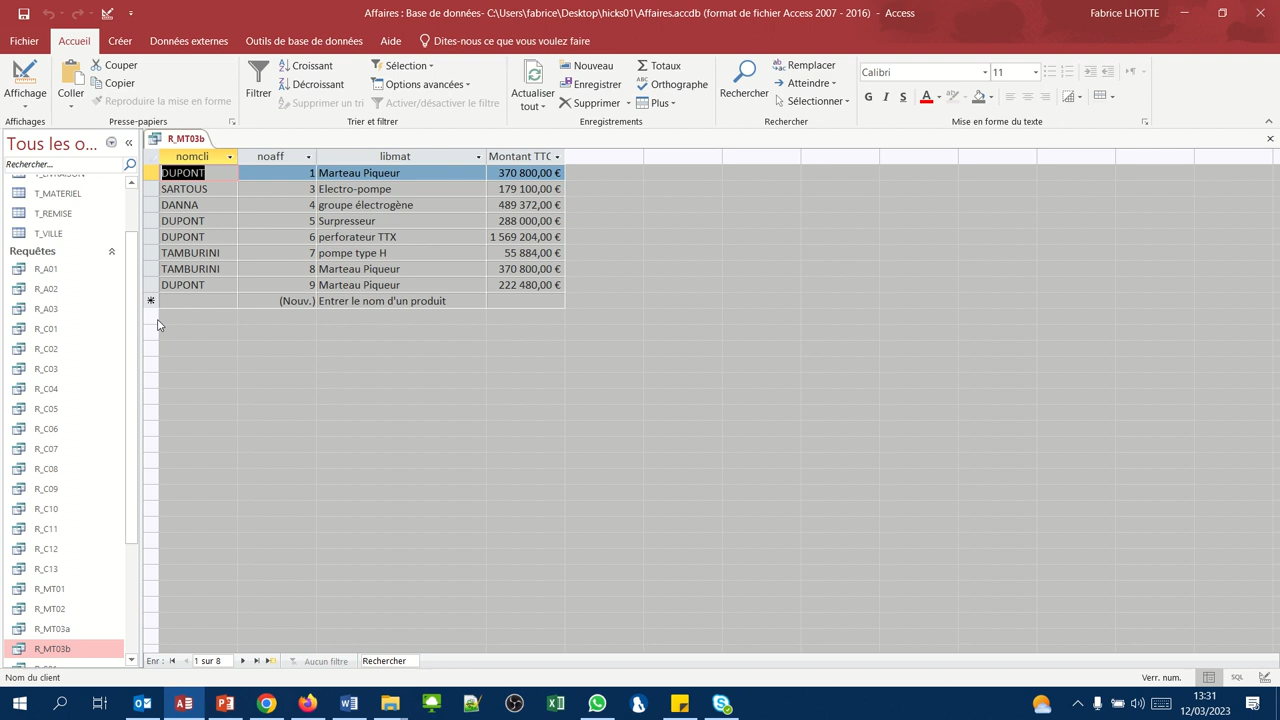 Affaires : Base de données- C:\Users\fabrice\Desktop\hicks01\Affaires.accdb (format de fichier Access 2007 - 2016) - Access
Fabrice LHOTTE
Fichier Accueil Créer Données externes Outils de base de données Aide Dites-nous ce que vous voulez faire
Affichage
Affichages
Coller
Couper
Copier
Reproduire la mise en forme
Presse-papiers
Filtrer
Croissant
Décroissant
Supprimer un tri
Sélection
Options avancées
Activer/désactiver le filtre
Trier et filtrer
Actualiser
tout
Nouveau
Enregistrer
Supprimer
Totaux
Orthographe
Plus
Enregistrements
Rechercher
Remplacer
Atteindre
Sélectionner
Rechercher
Calibri 11
G I S
Mise en forme du texte
Tous les o...
Rechercher...
T_MATERIEL
T_REMISE
T_VILLE
Requêtes
R_A01
R_A02
R_A03
R_C01
R_C02
R_C03
R_C04
R_C05
R_C06
R_C07
R_C08
R_C09
R_C10
R_C11
R_C12
R_C13
R_MT01
R_MT02
R_MT03a
R_MT03b
R_MT03b
nomcli noaff libmat Montant TTC
DUPONT 1 Marteau Piqueur 370 800,00 €
SARTOUS 3 Electro-pompe 179 100,00 €
DANNA 4 groupe électrogène 489 372,00 €
DUPONT 5 Surpresseur 288 000,00 €
DUPONT 6 perforateur TTX 1 569 204,00 €
TAMBURINI 7 pompe type H 55 884,00 €
TAMBURINI 8 Marteau Piqueur 370 800,00 €
DUPONT 9 Marteau Piqueur 222 480,00 €
(Nouv.) Entrer le nom d'un produit
Enr : 1 sur 8 Aucun filtre Rechercher
Nom du client
Verr. num. SQL
13:31
12/03/2023